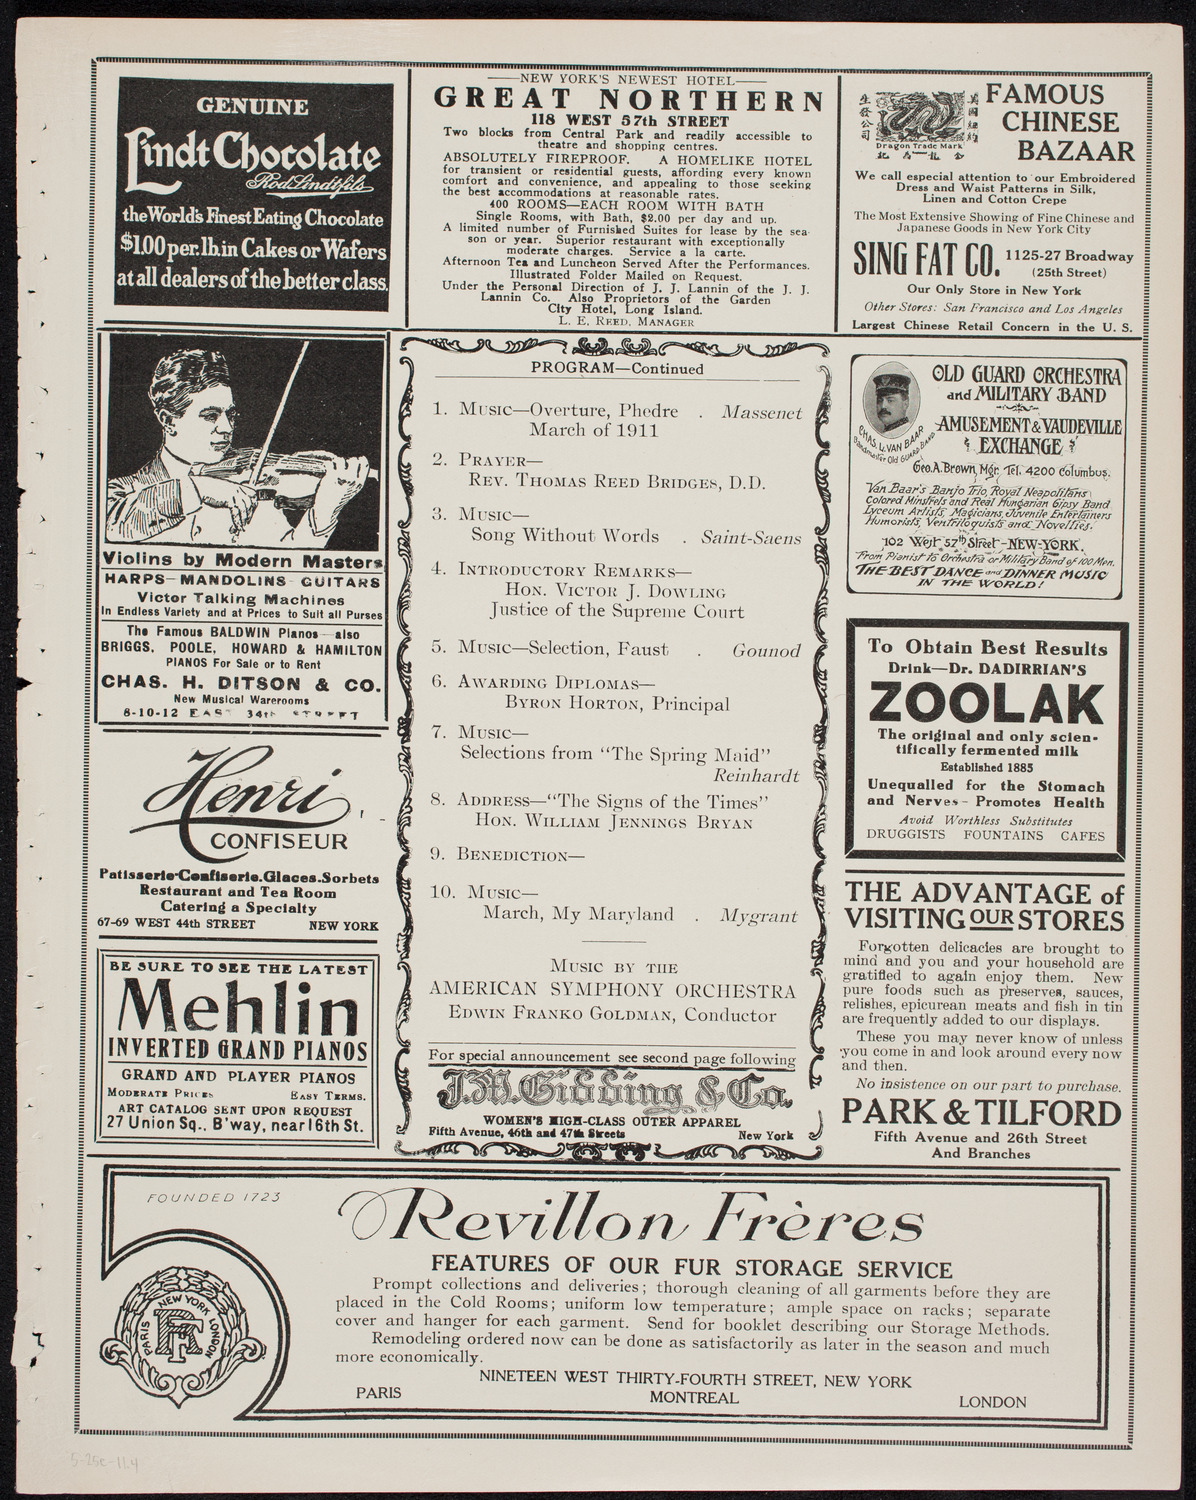 GENUINE
Lindt Chocolate
Rod. Lindt fils
the World's Finest Eating Chocolate
$1.00 per. lb. in Cakes or Wafers
at all dealers of the better class.
NEW YORK'S NEWEST HOTEL
GREAT NORTHERN
118 WEST 57th STREET
Two blocks from Central Park and readily accessible to
theatre and shopping centres.
ABSOLUTELY FIREPROOF. A HOMELIKE HOTEL
for transient or residential guests, affording every known
comfort and convenience, and appealing to those seeking
the best accommodations at reasonable rates.
400 ROOMS—EACH ROOM WITH BATH
Single Rooms, with Bath, $2.00 per day and up.
A limited number of Furnished Suites for lease by the sea-
son or year. Superior restaurant with exceptionally
moderate charges. Service a la carte.
Afternoon Tea and Luncheon Served After the Performances.
Illustrated Folder Mailed on Request.
Under the Personal Direction of J. J. Lannin of the J. J.
Lannin Co. Also Proprietors of the Garden
City Hotel, Long Island.
L. E. REED, MANAGER
生發公司
美國紐約
Dragon Trade Mark
FAMOUS
CHINESE
BAZAAR
We call especial attention to our Embroidered
Dress and Waist Patterns in Silk,
Linen and Cotton Crepe
The Most Extensive Showing of Fine Chinese and
Japanese Goods in New York City
SING FAT CO. 1125-27 Broadway
(25th Street)
Our Only Store in New York
Other Stores: San Francisco and Los Angeles
Largest Chinese Retail Concern in the U. S.
Violins by Modern Masters
HARPS—MANDOLINS—GUITARS
Victor Talking Machines
In Endless Variety and at Prices to Suit all Purses
The Famous BALDWIN Pianos—also
BRIGGS, POOLE, HOWARD & HAMILTON
PIANOS For Sale or to Rent
CHAS. H. DITSON & CO.
New Musical Warerooms
8-10-12 EAST 34th STREET
Henri
CONFISEUR
Patisserie-Confiserie.Glaces.Sorbets
Restaurant and Tea Room
Catering a Specialty
67-69 WEST 44th STREET NEW YORK
BE SURE TO SEE THE LATEST
Mehlin
INVERTED GRAND PIANOS
GRAND AND PLAYER PIANOS
MODERATE PRICES EASY TERMS.
ART CATALOG SENT UPON REQUEST
27 Union Sq., B'way, near 16th St.
PROGRAM—Continued
1. MUSIC—Overture, Phedre . Massenet
March of 1911
2. PRAYER—
REV. THOMAS REED BRIDGES, D.D.
3. MUSIC—
Song Without Words . Saint-Saens
4. INTRODUCTORY REMARKS—
HON. VICTOR J. DOWLING
Justice of the Supreme Court
5. MUSIC—Selection, Faust . Gounod
6. AWARDING DIPLOMAS—
BYRON HORTON, Principal
7. MUSIC—
Selections from "The Spring Maid"
Reinhardt
8. ADDRESS—"The Signs of the Times"
HON. WILLIAM JENNINGS BRYAN
9. BENEDICTION—
10. MUSIC—
March, My Maryland . Mygrant
MUSIC BY THE
AMERICAN SYMPHONY ORCHESTRA
EDWIN FRANKO GOLDMAN, Conductor
For special announcement see second page following
J.M. Gidding & Co.
WOMEN'S HIGH-CLASS OUTER APPAREL
Fifth Avenue, 46th and 47th Streets New York
CHAS. L. VAN BAAR
Bandmaster Old GUARD BAND
OLD GUARD ORCHESTRA
and MILITARY BAND
AMUSEMENT & VAUDEVILLE
EXCHANGE
Geo. A. Brown, Mgr. Tel. 4200 Columbus.
Van Baar's Banjo Trio, Royal Neapolitans
Colored Minstrels and Real Hungarian Gipsy Band
Lyceum Artists, Magicians, Juvenile Entertainers
Humorists, Ventriloquists and Novelties.
102 West 57th Street—NEW-YORK.
From Pianist to Orchestra or Military Band of 100 Men.
THE BEST DANCE and DINNER MUSIC
IN THE WORLD!
To Obtain Best Results
Drink—Dr. DADIRRIAN'S
ZOOLAK
The original and only scien-
tifically fermented milk
Established 1885
Unequalled for the Stomach
and Nerves—Promotes Health
Avoid Worthless Substitutes
DRUGGISTS FOUNTAINS CAFES
THE ADVANTAGE of
VISITING OUR STORES
Forgotten delicacies are brought to
mind and you and your household are
gratified to again enjoy them. New
pure foods such as preserves, sauces,
relishes, epicurean meats and fish in tin
are frequently added to our displays.
These you may never know of unless
you come in and look around every now
and then.
No insistence on our part to purchase.
PARK & TILFORD
Fifth Avenue and 26th Street
And Branches
FOUNDED 1723
PARIS NEW YORK LONDON
RF
Revillon Frères
FEATURES OF OUR FUR STORAGE SERVICE
Prompt collections and deliveries; thorough cleaning of all garments before they are
placed in the Cold Rooms; uniform low temperature; ample space on racks; separate
cover and hanger for each garment. Send for booklet describing our Storage Methods.
Remodeling ordered now can be done as satisfactorily as later in the season and much
more economically.
NINETEEN WEST THIRTY-FOURTH STREET, NEW YORK
PARIS MONTREAL LONDON
5-25e-11.4